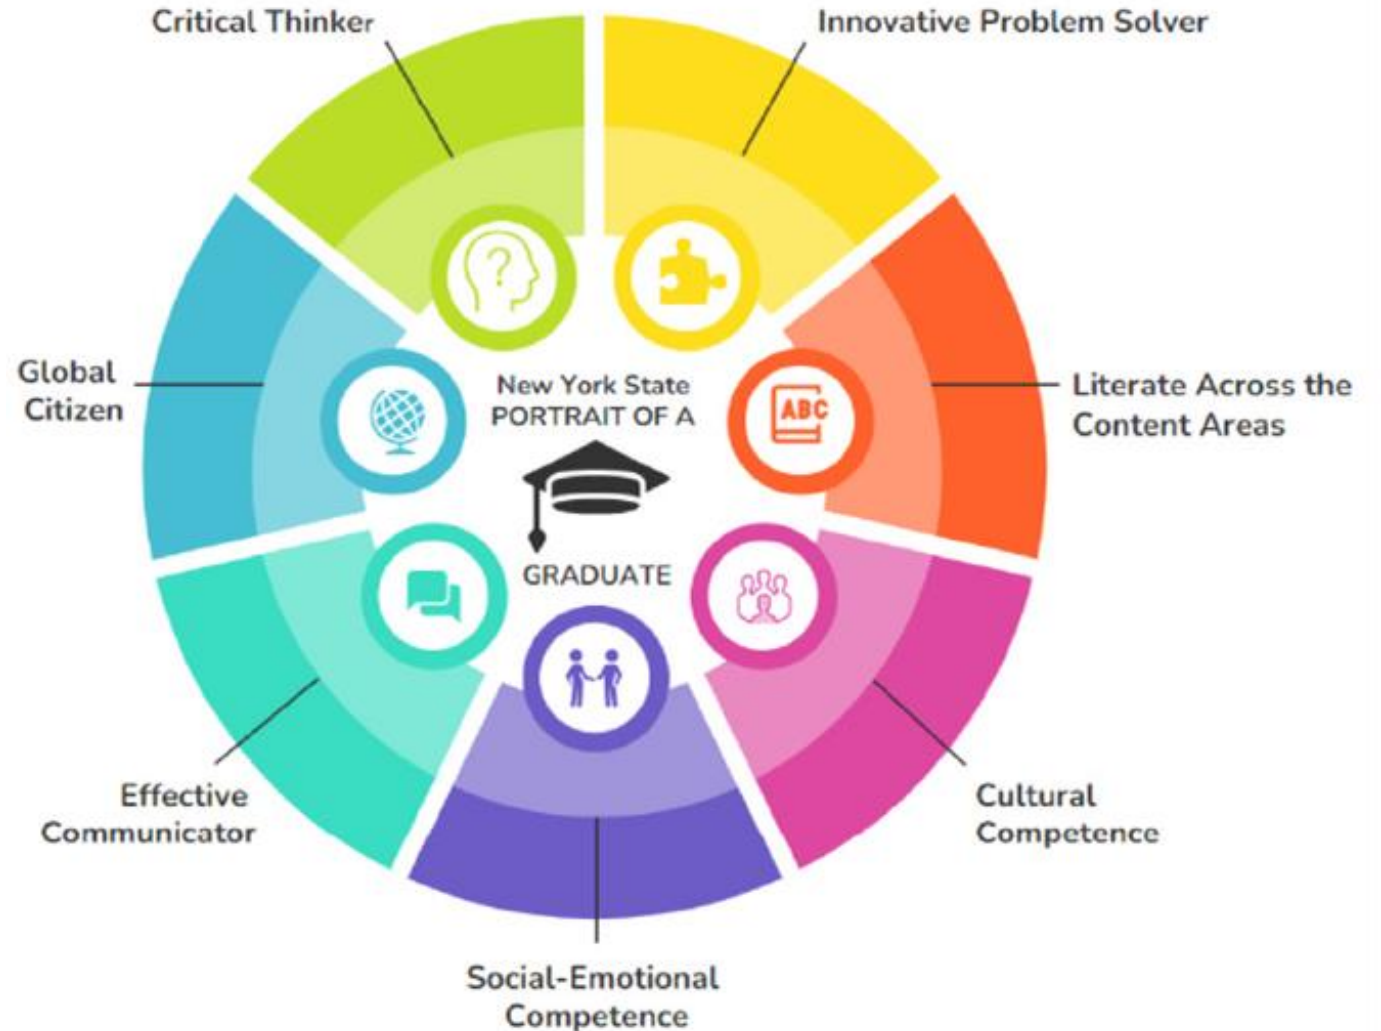 Critical Thinker
Innovative Problem Solver
Global
Citizen
New York State
PORTRAIT OF A
GRADUATE
ABC
?
Literate Across the
Content Areas
Effective
Communicator
Cultural
Competence
Social-Emotional
Competence